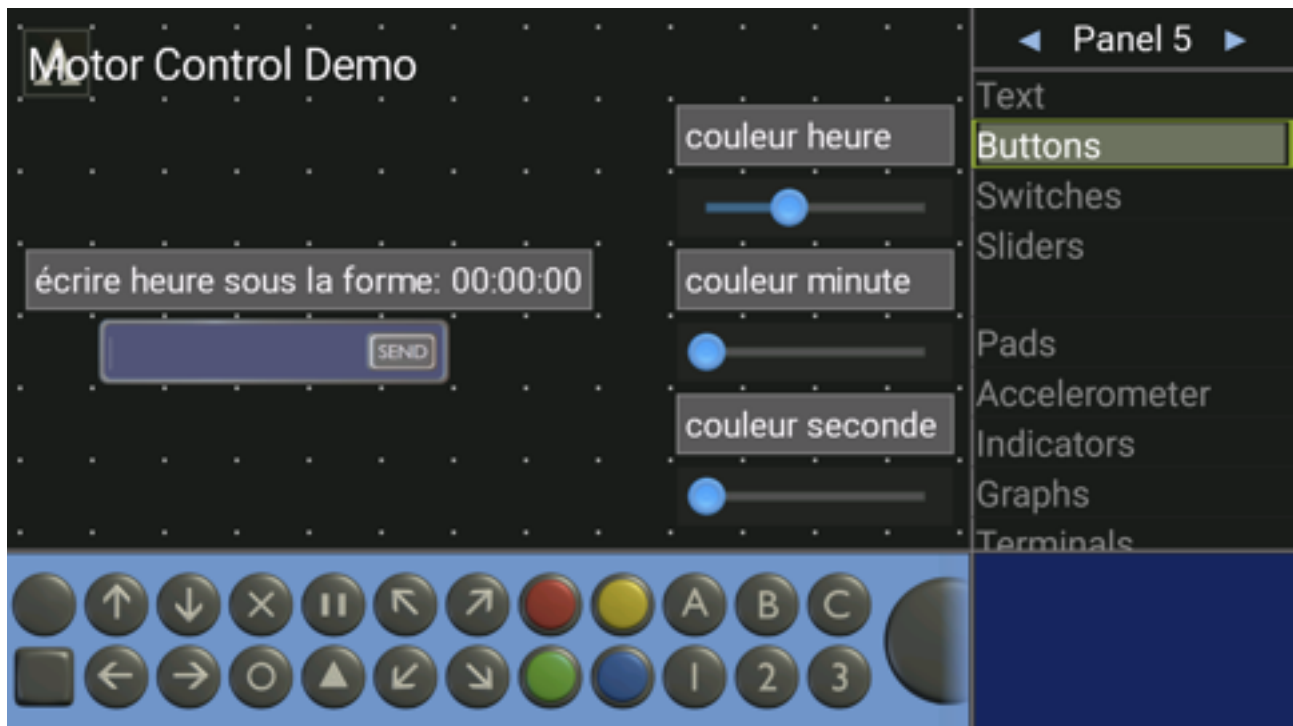 Motor Control Demo
A
couleur heure
écrire heure sous la forme: 00:00:00
SEND
couleur minute
couleur seconde
Panel 5
Text
Buttons
Switches
Sliders
Pads
Accelerometer
Indicators
Graphs
Terminals
A B C
1 2 3